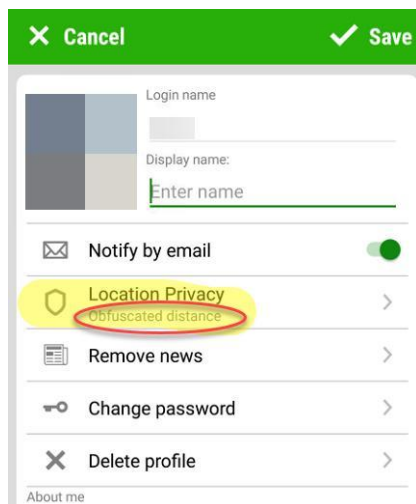 Cancel Save
Login name
Display name:
Enter name
Notify by email
Location Privacy
Obfuscated distance
Remove news
Change password
Delete profile
About me